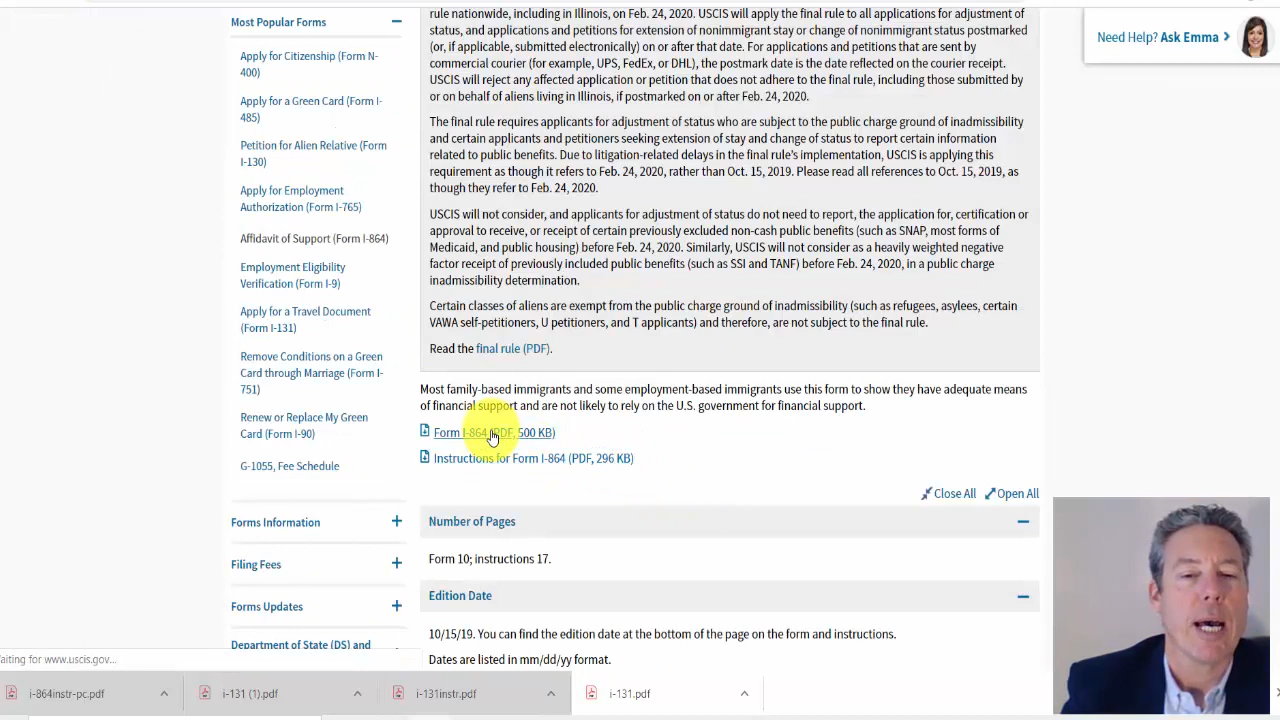 Most Popular Forms
Apply for Citizenship (Form N-
400)
Apply for a Green Card (Form I-
485)
Petition for Alien Relative (Form
I-130)
Apply for Employment
Authorization (Form I-765)
Affidavit of Support (Form I-864)
Employment Eligibility
Verification (Form I-9)
Apply for a Travel Document
(Form I-131)
Remove Conditions on a Green
Card through Marriage (Form I-
751)
Renew or Replace My Green
Card (Form I-90)
G-1055, Fee Schedule
Forms Information
Filing Fees
Forms Updates
Department of State (DS) and
rule nationwide, including in Illinois, on Feb. 24, 2020. USCIS will apply the final rule to all applications for adjustment of
status, and applications and petitions for extension of nonimmigrant stay or change of nonimmigrant status postmarked
(or, if applicable, submitted electronically) on or after that date. For applications and petitions that are sent by
commercial courier (for example, UPS, FedEx, or DHL), the postmark date is the date reflected on the courier receipt.
USCIS will reject any affected application or petition that does not adhere to the final rule, including those submitted by
or on behalf of aliens living in Illinois, if postmarked on or after Feb. 24, 2020.
The final rule requires applicants for adjustment of status who are subject to the public charge ground of inadmissibility
and certain applicants and petitioners seeking extension of stay and change of status to report certain information
related to public benefits. Due to litigation-related delays in the final rule's implementation, USCIS is applying this
requirement as though it refers to Feb. 24, 2020, rather than Oct. 15, 2019. Please read all references to Oct. 15, 2019, as
though they refer to Feb. 24, 2020.
USCIS will not consider, and applicants for adjustment of status do not need to report, the application for, certification or
approval to receive, or receipt of certain previously excluded non-cash public benefits (such as SNAP, most forms of
Medicaid, and public housing) before Feb. 24, 2020. Similarly, USCIS will not consider as a heavily weighted negative
factor receipt of previously included public benefits (such as SSI and TANF) before Feb. 24, 2020, in a public charge
inadmissibility determination.
Certain classes of aliens are exempt from the public charge ground of inadmissibility (such as refugees, asylees, certain
VAWA self-petitioners, U petitioners, and T applicants) and therefore, are not subject to the final rule.
Read the final rule (PDF).
Most family-based immigrants and some employment-based immigrants use this form to show they have adequate means
of financial support and are not likely to rely on the U.S. government for financial support.
Form I-864 (PDF, 500 KB)
Instructions for Form I-864 (PDF, 296 KB)
Close All Open All
Number of Pages
Form 10; instructions 17.
Edition Date
10/15/19. You can find the edition date at the bottom of the page on the form and instructions.
Dates are listed in mm/dd/yy format.
Need Help? Ask Emma
aiting for www.uscis.gov...
i-864instr-pc.pdf
i-131 (1).pdf
i-131instr.pdf
i-131.pdf